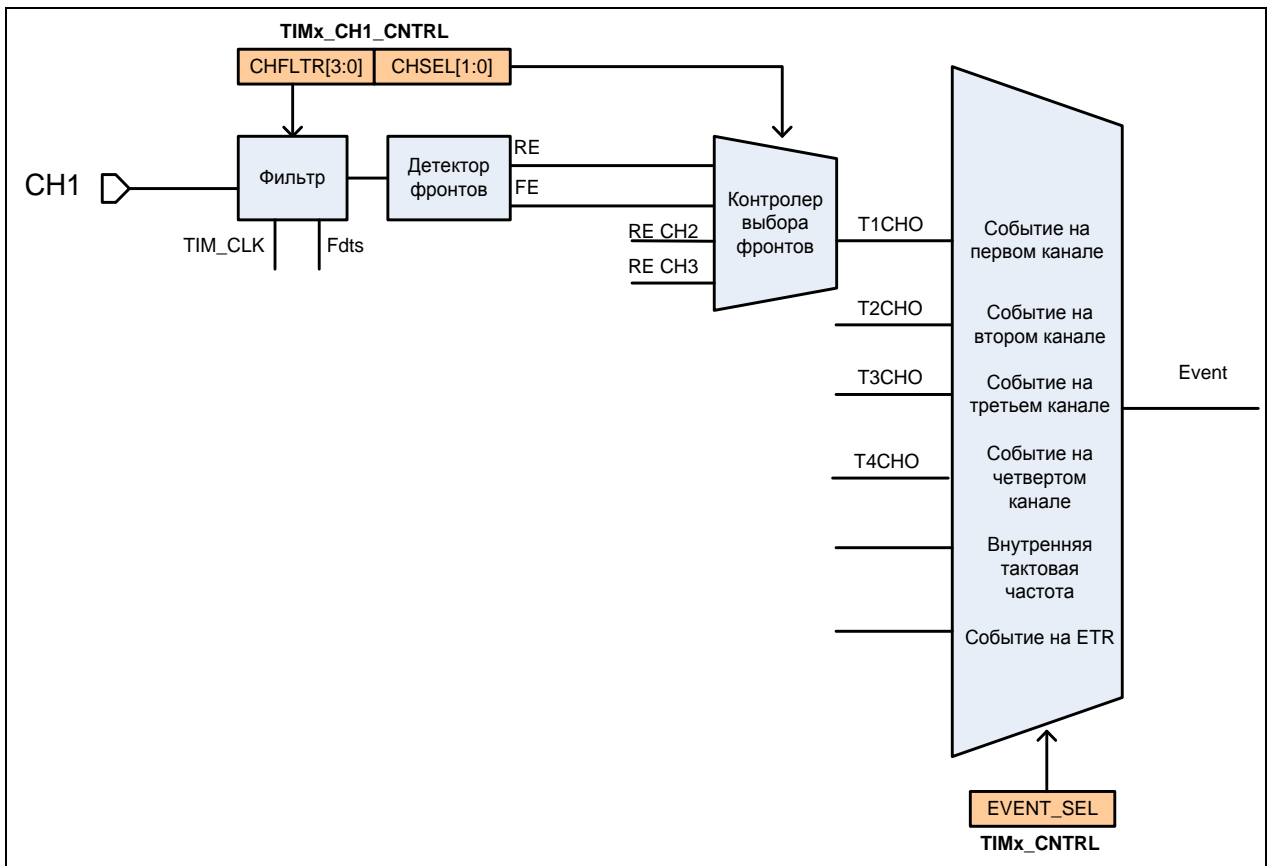 TIMx_CH1_CNTRL
CHFLTR[3:0]
CHSEL[1:0]
CH1
Фильтр
TIM_CLK
Fdts
Детектор
фронтов
RE
FE
RE CH2
RE CH3
Контролер
выбора
фронтов
T1CHO
T2CHO
T3CHO
T4CHO
Событие на
первом канале
Событие на
втором канале
Событие на
третьем канале
Событие на
четвертом
канале
Внутренняя
тактовая
частота
Событие на ETR
Event
EVENT_SEL
TIMx_CNTRL